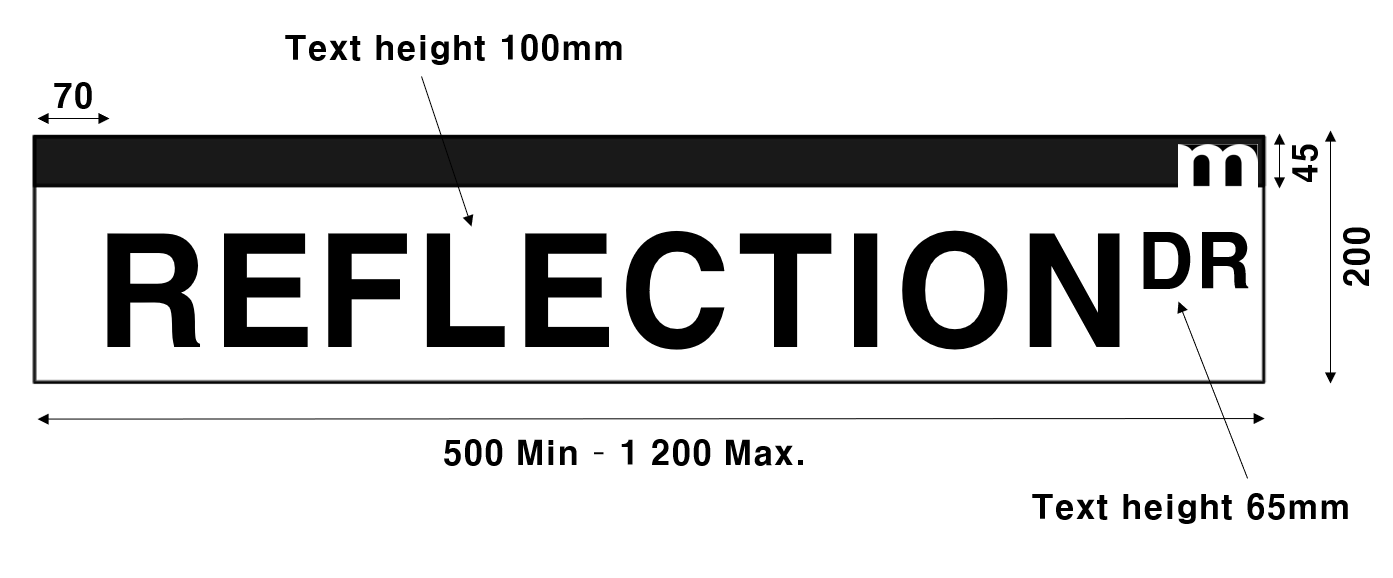 Text height 100mm
70
m
45
REFLECTION DR
200
500 Min - 1 200 Max.
Text height 65mm